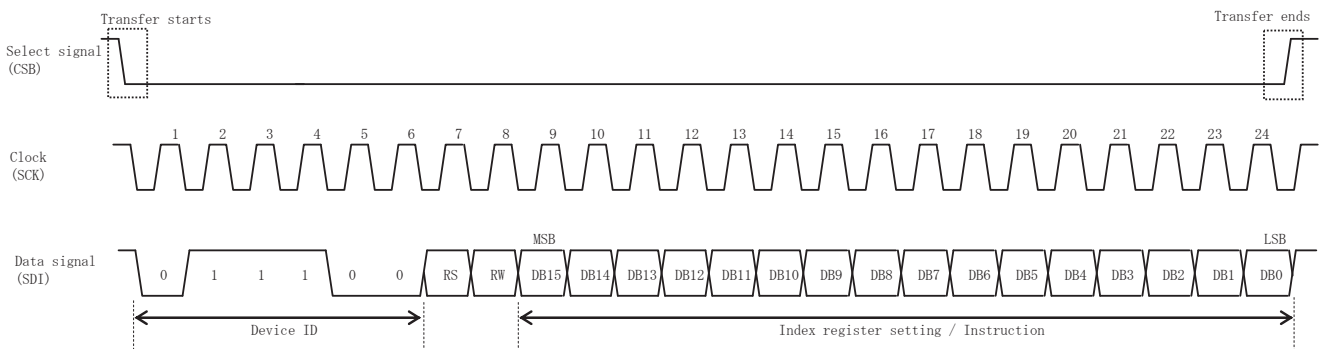 Transfer starts
Transfer ends
Select signal
(CSB)
1 2 3 4 5 6 7 8 9 10 11 12 13 14 15 16 17 18 19 20 21 22 23 24
Clock
(SCK)
MSB
LSB
Data signal
(SDI)
0 1 1 1 0 0 RS RW DB15 DB14 DB13 DB12 DB11 DB10 DB9 DB8 DB7 DB6 DB5 DB4 DB3 DB2 DB1 DB0
Device ID
Index register setting / Instruction